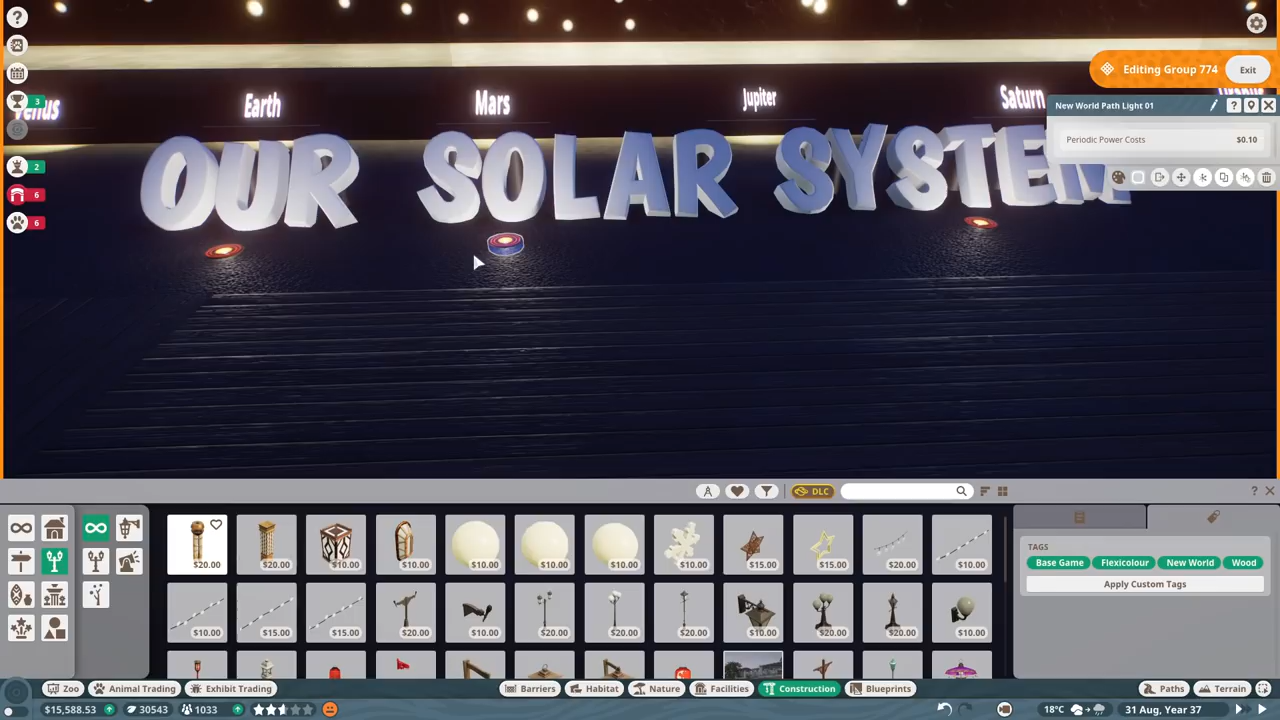 Editing Group 774
Exit
Venus
Earth
Mars
Jupiter
Saturn
OUR SOLAR SYSTEM
3
2
6
6
New World Path Light 01
?
Periodic Power Costs
$0.10
DLC
?
$20.00
$20.00
$10.00
$10.00
$10.00
$10.00
$10.00
$10.00
$15.00
$15.00
$20.00
$10.00
$10.00
$15.00
$15.00
$20.00
$10.00
$20.00
$20.00
$20.00
$10.00
$20.00
$20.00
$10.00
TAGS
Base Game
Flexicolour
New World
Wood
Apply Custom Tags
Zoo
Animal Trading
Exhibit Trading
Barriers
Habitat
Nature
Facilities
Construction
Blueprints
Paths
Terrain
$15,588.53
30543
1033
18°C
31 Aug, Year 37